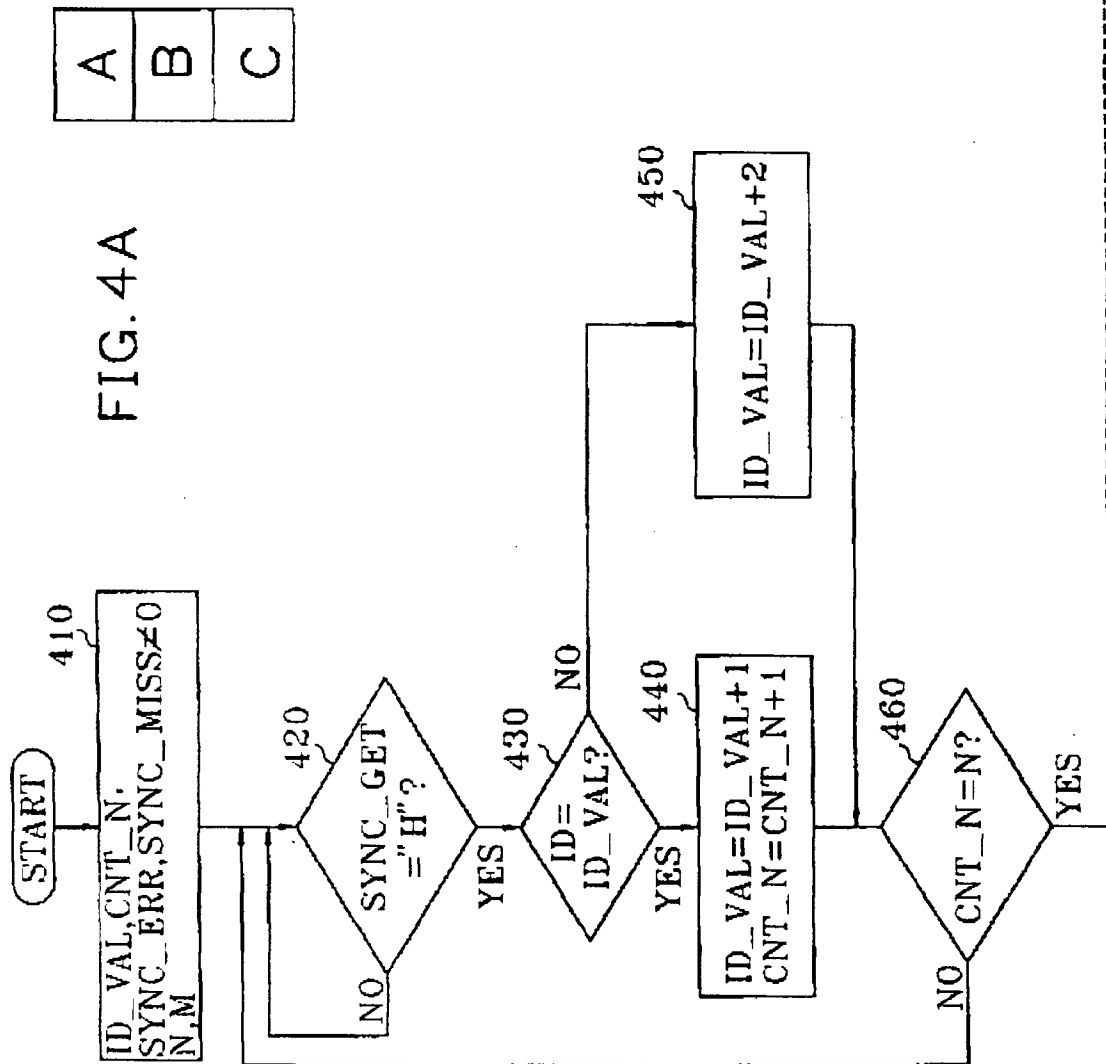 FIG. 4A
A
B
C
START
410
ID_VAL,CNT_N.
SYNC_ERR,SYNC_MISS≠0
N,M
420
SYNC_GET
="H"?
NO
YES
430
ID=
ID_VAL?
NO
YES
440
ID_VAL=ID_VAL+1
CNT_N=CNT_N+1
450
ID_VAL=ID_VAL+2
460
CNT_N=N?
NO
YES